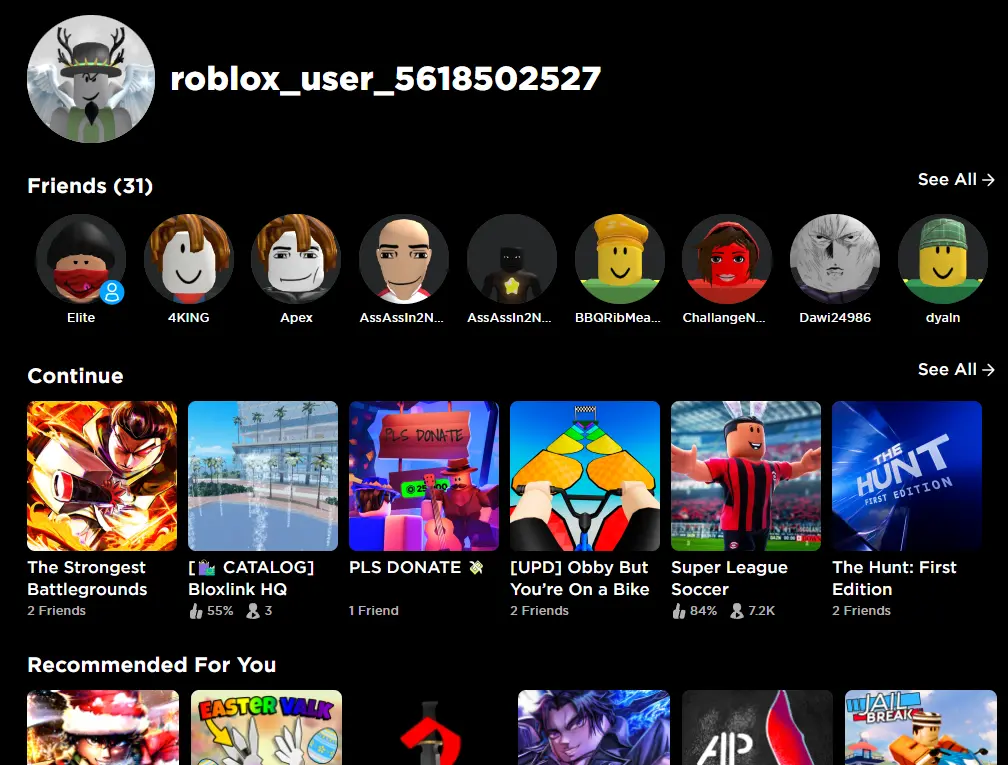 roblox_user_5618502527
Friends (31)
See All →
Elite
4KING
Apex
AssAssIn2N...
AssAssIn2N...
BBQRibMea...
ChallangeN...
Dawi24986
dyaln
Continue
See All →
PLS DONATE
THE
HUNT
FIRST EDITION
The Strongest
Battlegrounds
2 Friends
[🛍️ CATALOG]
Bloxlink HQ
55% 3
PLS DONATE 💸
1 Friend
[UPD] Obby But
You're On a Bike
2 Friends
Super League
Soccer
84% 7.2K
The Hunt: First
Edition
2 Friends
Recommended For You
EASTER VALK
AP
JAIL
BREAK